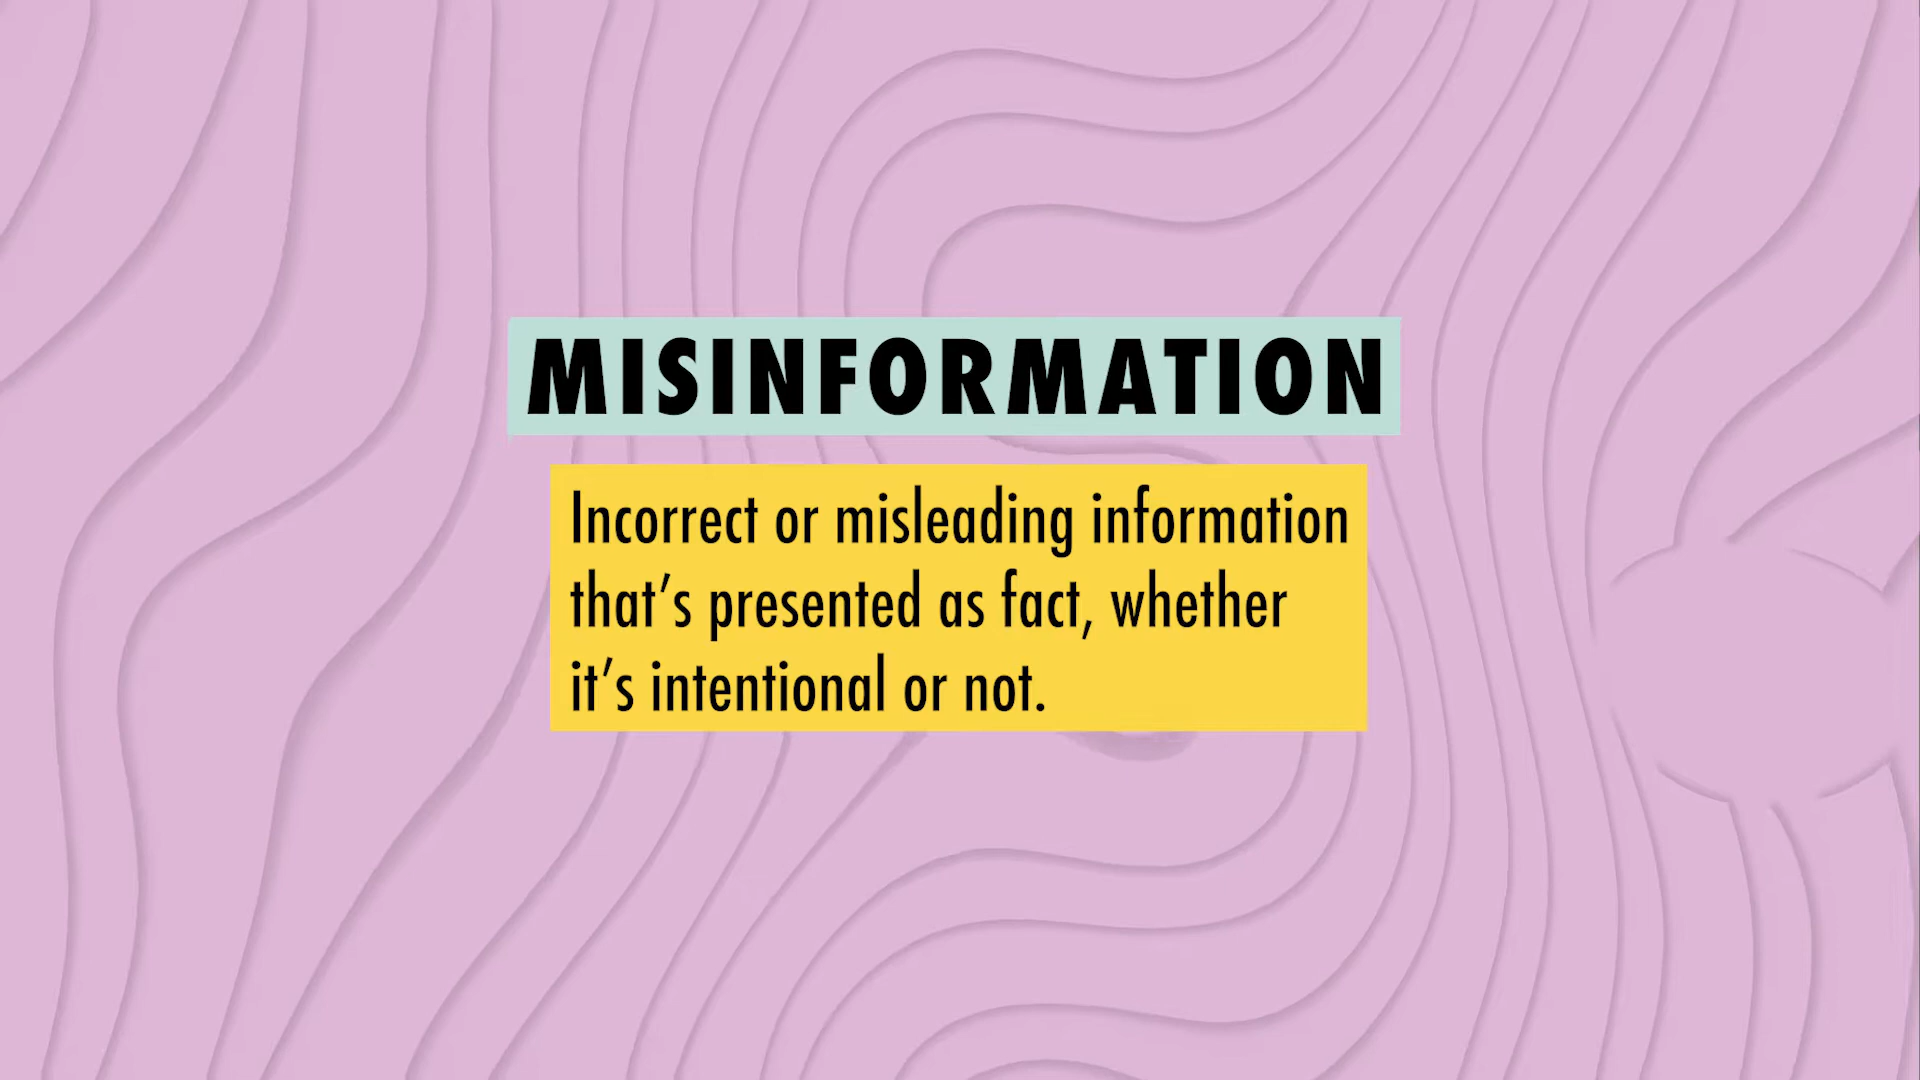 MISINFORMATION
Incorrect or misleading information
that’s presented as fact, whether
it’s intentional or not.